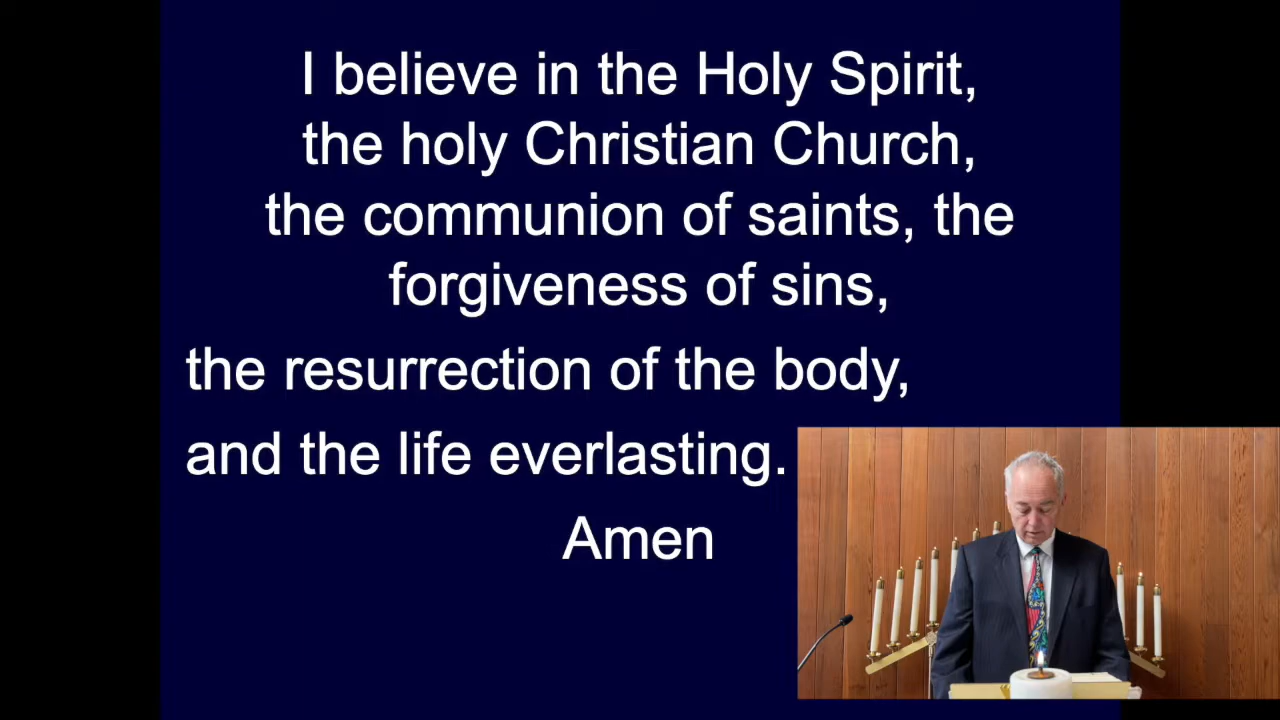 I believe in the Holy Spirit,
the holy Christian Church,
the communion of saints, the
forgiveness of sins,
the resurrection of the body,
and the life everlasting.
Amen